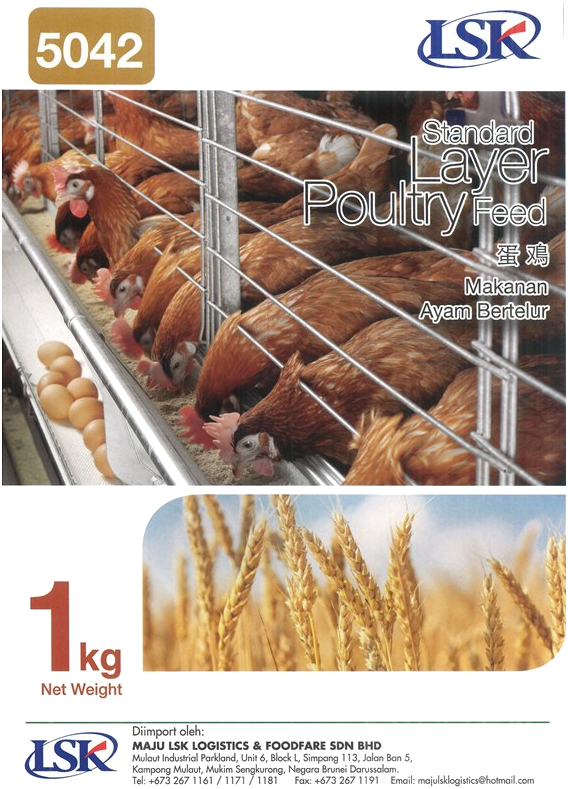 5042
LSK
Standard
Layer
Poultry Feed
蛋鳮
Makanan
Ayam Bertelur
1kg
Net Weight
LSK
Diimport oleh:
MAJU LSK LOGISTICS & FOODFARE SDN BHD
Mulaut Industrial Parkland, Unit 6, Block L, Simpang 113, Jalan Ban 5,
Kampong Mulaut, Mukim Sengkurong, Negara Brunei Darussalam.
Tel: +673 267 1161 / 1171 / 1181 Fax: +673 267 1191 Email: majulsklogistics@hotmail.com